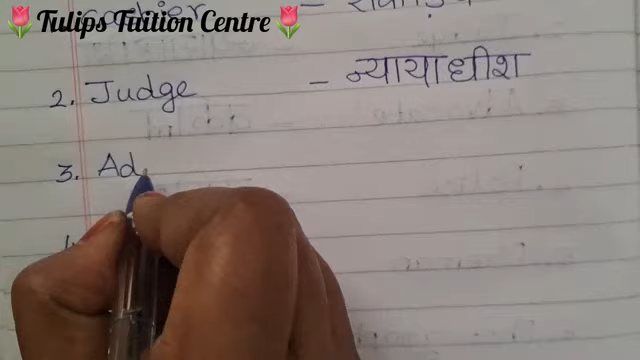 🌷Tulips Tuition Centre🌷
2. Judge – न्यायाधीश
3. Ad